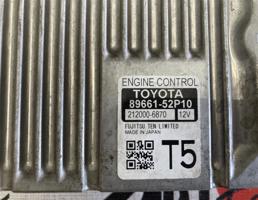 ENGINE CONTROL
TOYOTA
89661-52P10
212000-6870 12V
FUJITSU TEN LIMITED
MADE IN JAPAN
T5